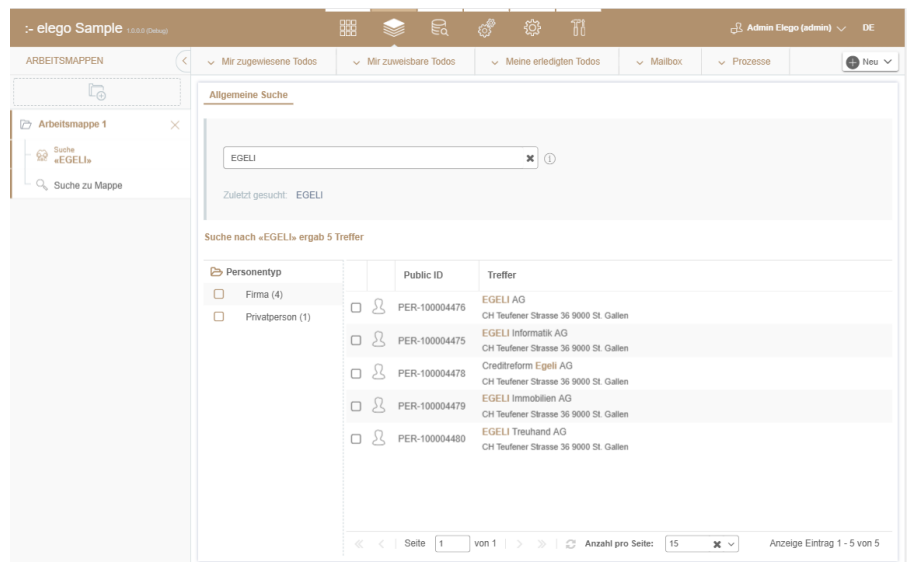 :- elego Sample 1.0.0.0 (Debug)
Admin Elego (admin)
DE
ARBEITSMAPPEN
Mir zugewiesene Todos
Mir zuweisbare Todos
Meine erledigten Todos
Mailbox
Prozesse
Neu
Allgemeine Suche
Arbeitsmappe 1
Suche
«EGELI»
Suche zu Mappe
EGELI
Zuletzt gesucht: EGELI
Suche nach «EGELI» ergab 5 Treffer
Personentyp
Firma (4)
Privatperson (1)
Public ID
Treffer
PER-100004476
EGELI AG
CH Teufener Strasse 36 9000 St. Gallen
PER-100004475
EGELI Informatik AG
CH Teufener Strasse 36 9000 St. Gallen
PER-100004478
Creditreform Egeli AG
CH Teufener Strasse 36 9000 St. Gallen
PER-100004479
EGELI Immobilien AG
CH Teufener Strasse 36 9000 St. Gallen
PER-100004480
EGELI Treuhand AG
CH Teufener Strasse 36 9000 St. Gallen
Seite 1 von 1
Anzahl pro Seite: 15
Anzeige Eintrag 1 - 5 von 5